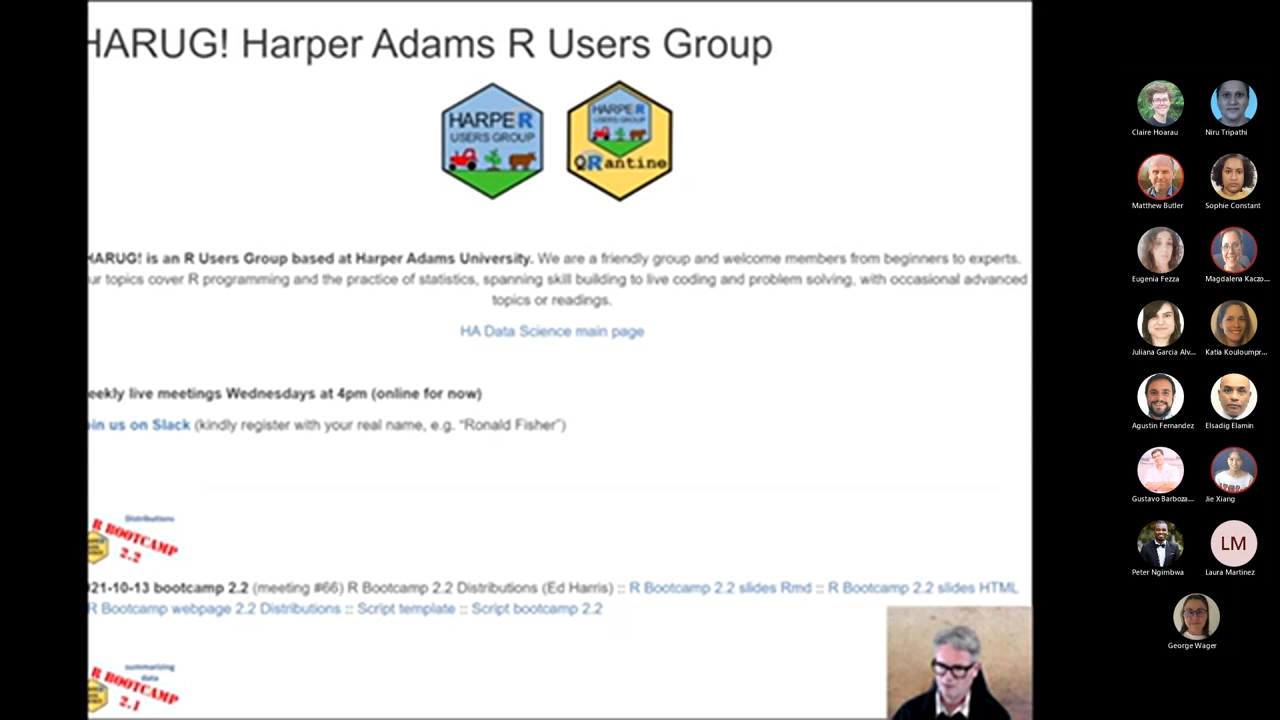 HARUG! Harper Adams R Users Group
HARPER
USERS GROUP
HARPER
USERS GROUP
QRantine
HARUG! is an R Users Group based at Harper Adams University. We are a friendly group and welcome members from beginners to experts.
ur topics cover R programming and the practice of statistics, spanning skill building to live coding and problem solving, with occasional advanced
topics or readings.
HA Data Science main page
eekly live meetings Wednesdays at 4pm (online for now)
in us on Slack (kindly register with your real name, e.g. “Ronald Fisher”)
Distributions
R BOOTCAMP
2.2
21-10-13 bootcamp 2.2 (meeting #66) R Bootcamp 2.2 Distributions (Ed Harris) :: R Bootcamp 2.2 slides Rmd :: R Bootcamp 2.2 slides HTML
R Bootcamp webpage 2.2 Distributions :: Script template :: Script bootcamp 2.2
summarizing
data
R BOOTCAMP
2.1
Claire Hoarau
Niru Tripathi
Matthew Butler
Sophie Constant
Eugenia Fezza
Magdalena Kaczo...
Juliana Garcia Alv...
Katia Kouloumpr...
Agustin Fernandez
Elsadig Elamin
Gustavo Barboza...
Jie Xiang
Peter Ngimbwa
LM
Laura Martinez
George Wager